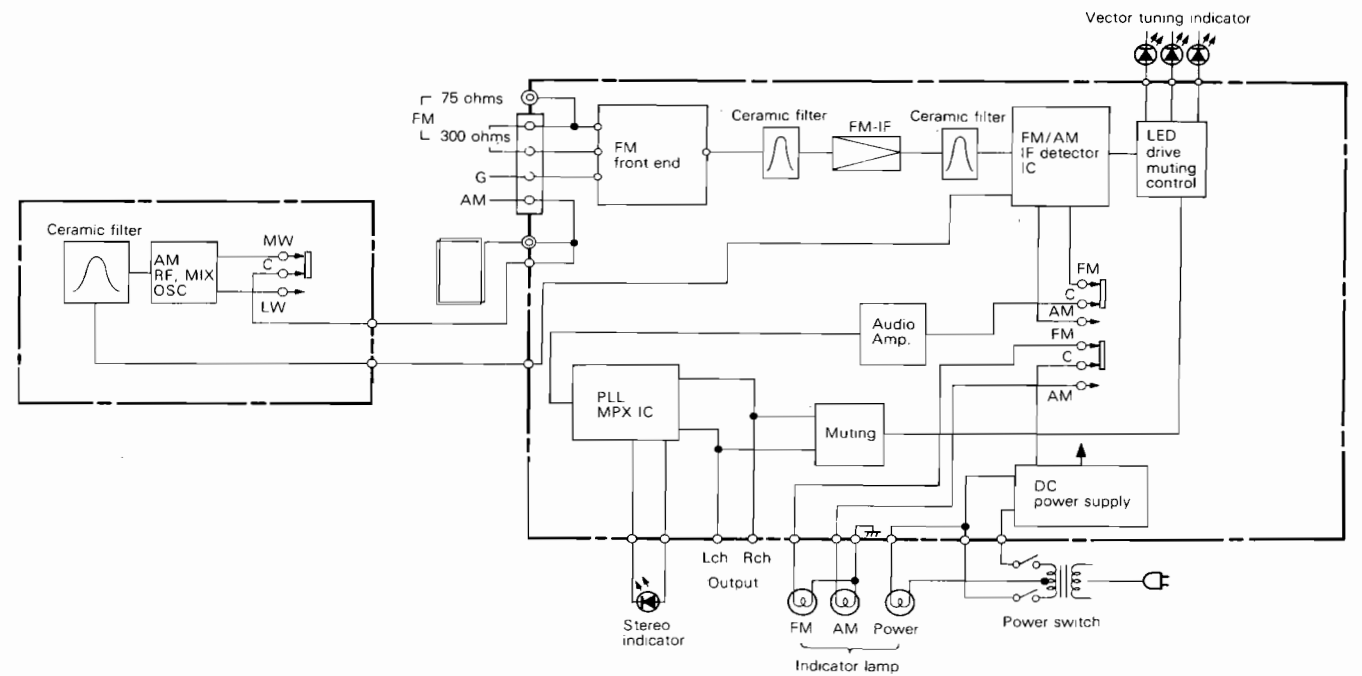 Vector tuning indicator
75 ohms
FM
300 ohms
G
AM
FM
front end
Ceramic filter
FM-IF
Ceramic filter
FM/AM
IF detector
IC
LED
drive
muting
control
Ceramic filter
AM
RF, MIX
OSC
MW
C
LW
FM
C
AM
FM
C
AM
Audio
Amp.
PLL
MPX IC
Muting
DC
power supply
Lch
Rch
Output
Stereo
indicator
FM
AM
Power
Indicator lamp
Power switch